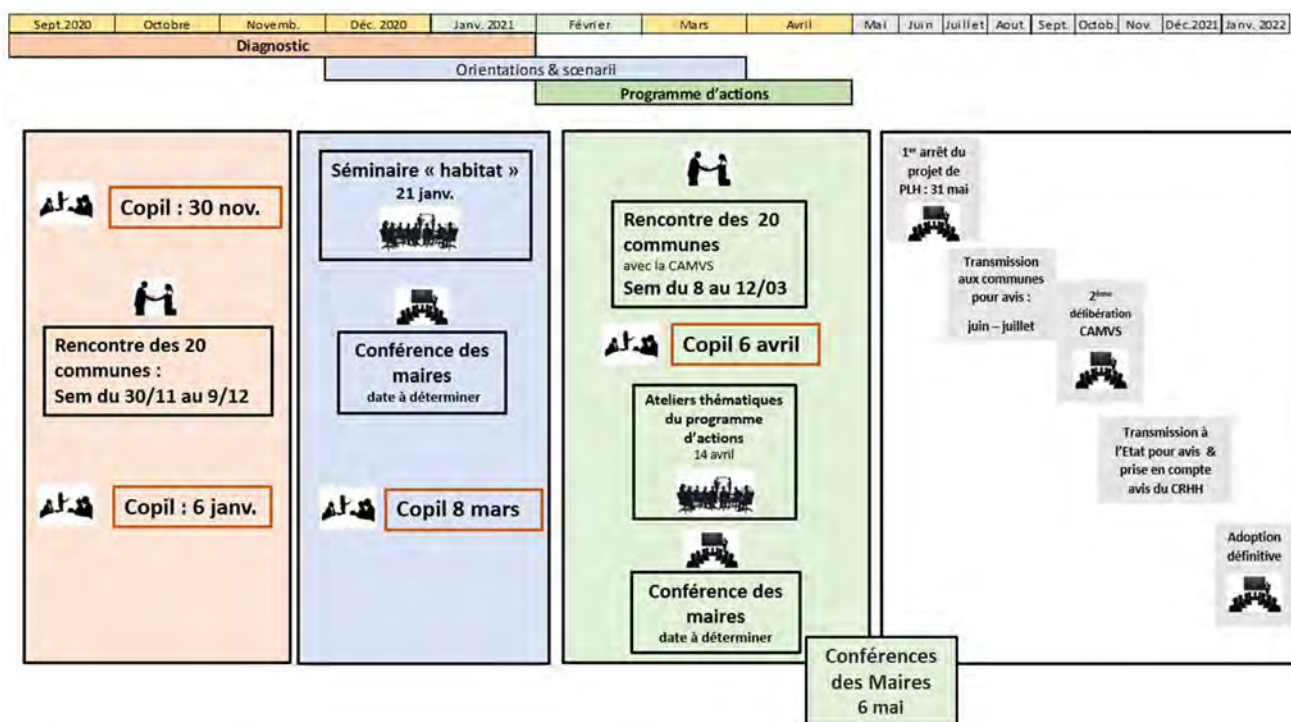 Sept.2020 Octobre Novemb. Déc. 2020 Janv. 2021 Février Mars Avril Mai Juin Juillet Aout Sept. Octob. Nov. Déc.2021 Janv. 2022
Diagnostic
Orientations & scenarii
Programme d'actions
Copil : 30 nov.
Rencontre des 20
communes :
Sem du 30/11 au 9/12
Copil : 6 janv.
Séminaire « habitat »
21 janv.
Conférence des
maires
date à déterminer
Copil 8 mars
Rencontre des 20
communes
avec la CAMVS
Sem du 8 au 12/03
Copil 6 avril
Ateliers thématiques
du programme
d'actions
14 avril
Conférence des
maires
date à déterminer
Conférences
des Maires
6 mai
1er arrêt du
projet de
PLH : 31 mai
Transmission
aux communes
pour avis :
juin – juillet
2ème
délibération
CAMVS
Transmission à
l'Etat pour avis &
prise en compte
avis du CRHH
Adoption
définitive